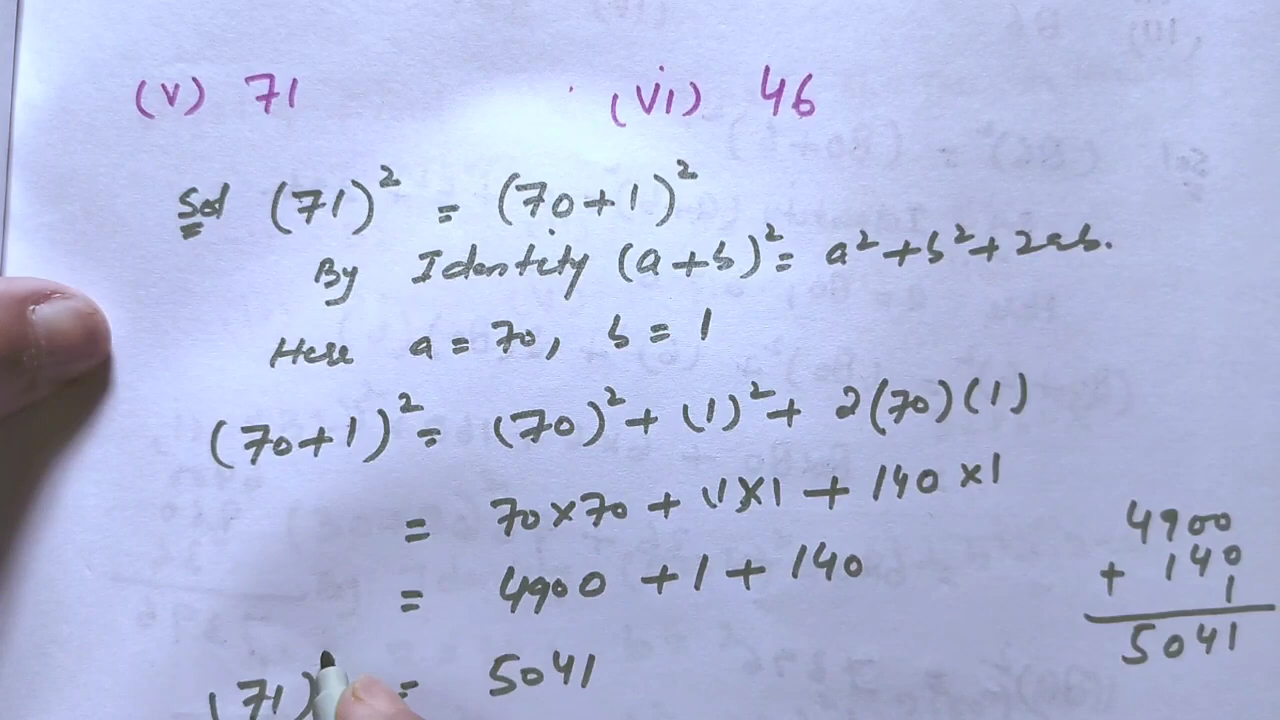 (v) 71 (vi) 46
Sol (71)² = (70+1)²
By Identity (a+b)² = a²+b²+2ab.
Here a = 70, b = 1
(70+1)² = (70)² + (1)² + 2(70)(1)
= 70×70 + 1×1 + 140×1
= 4900 + 1 + 140
(71) = 5041
4900
+ 140
1
5041